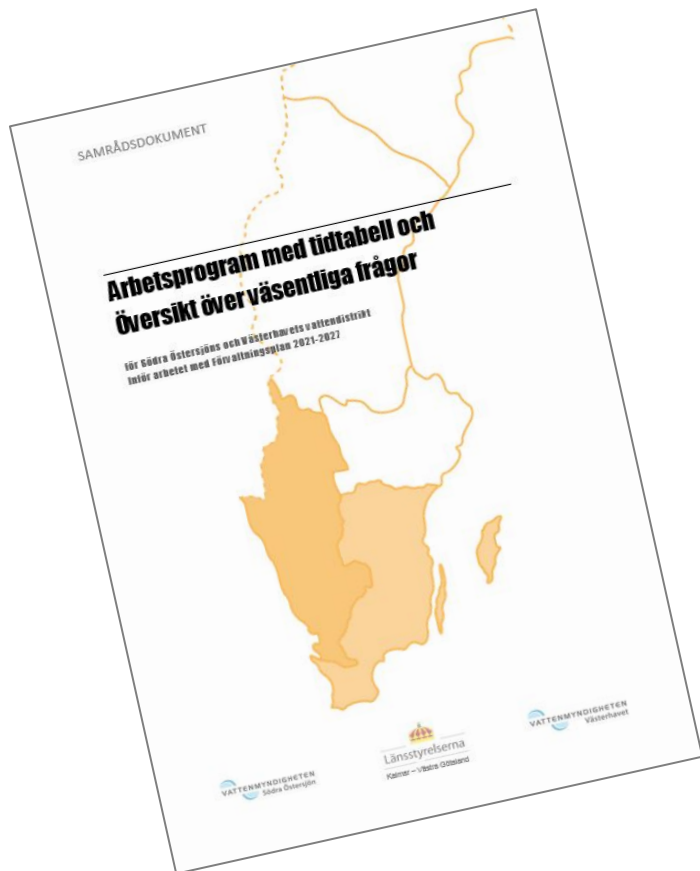 SAMRÅDSDOKUMENT
Arbetsprogram med tidtabell och
Översikt över väsentliga frågor
för Södra Östersjöns och Västerhavets vattendistrikt
Inför arbetet med Förvaltningsplan 2021-2027
VATTENMYNDIGHETEN
Västerhavet
Länsstyrelserna
Kalmar – Västra Götaland
VATTENMYNDIGHETEN
Södra Östersjön